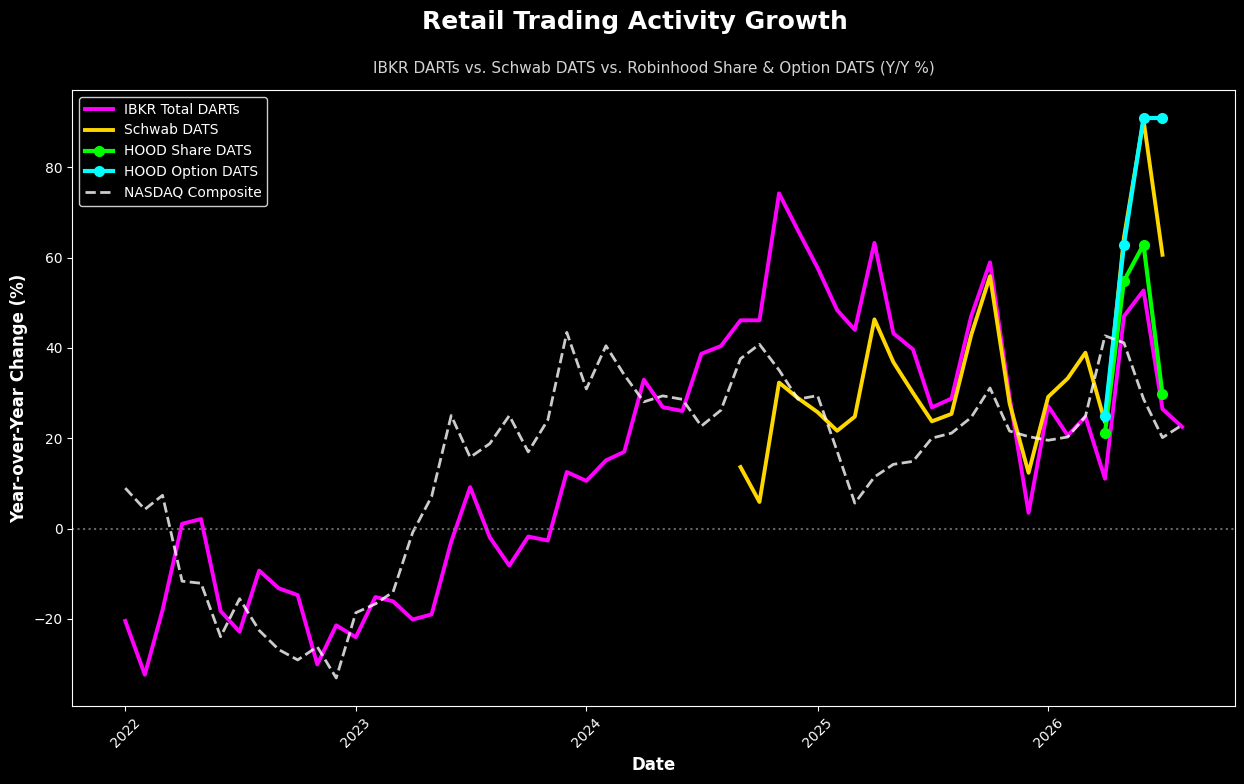 Retail Trading Activity Growth
IBKR DARTs vs. Schwab DATS vs. Robinhood Share & Option DATS (Y/Y %)
IBKR Total DARTs
Schwab DATS
HOOD Share DATS
HOOD Option DATS
NASDAQ Composite
Year-over-Year Change (%)
80
60
40
20
0
−20
2022
2023
2024
2025
2026
Date